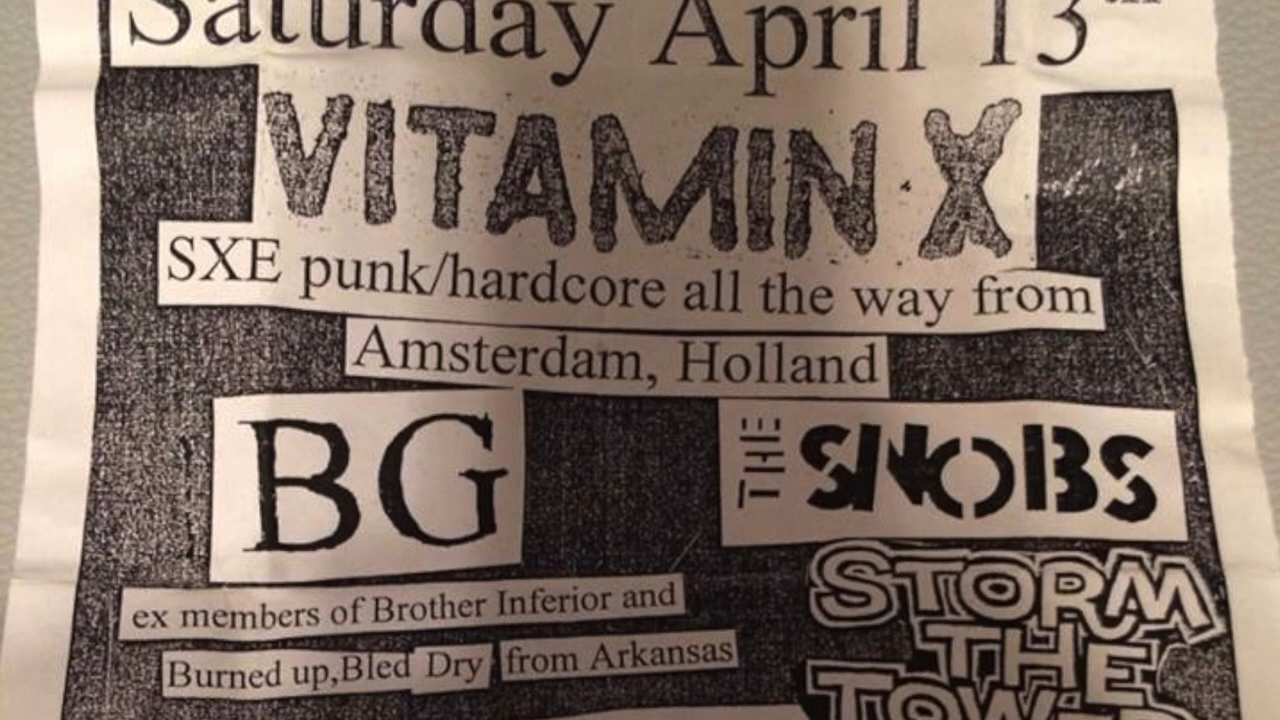 Saturday April 13th
VITAMIN X
SXE punk/hardcore all the way from
Amsterdam, Holland
BG
THE SNOBS
ex members of Brother Inferior and
Burned up,Bled Dry from Arkansas
STORM
THE
TOWER